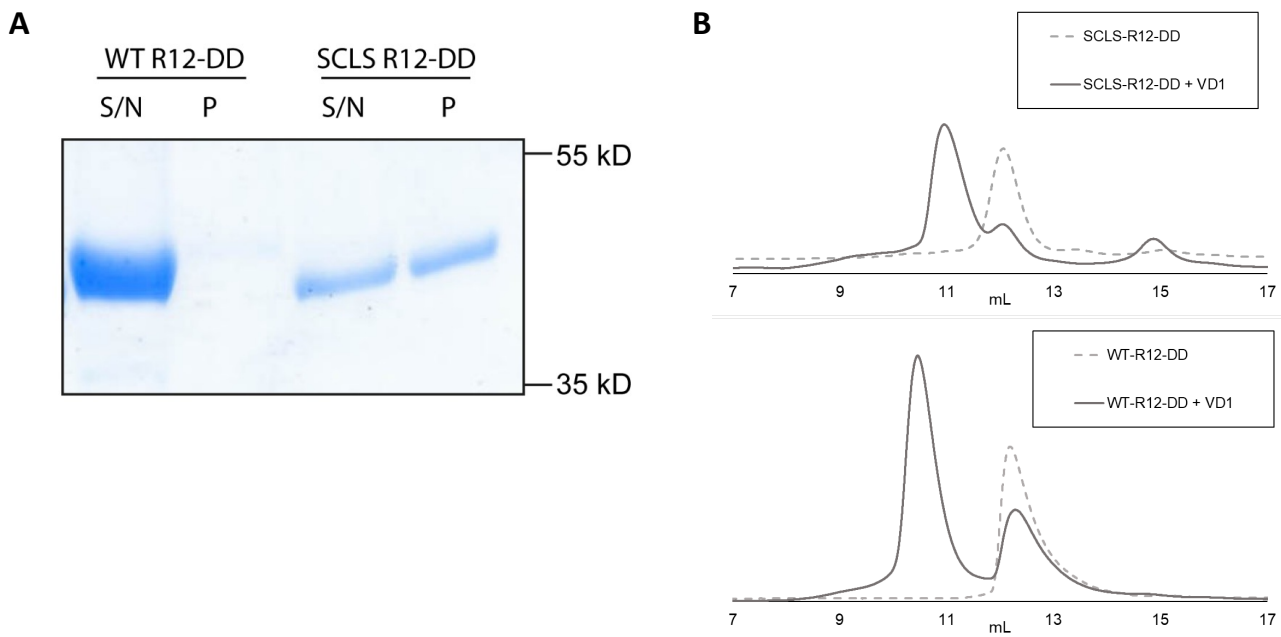 A
WT R12-DD
SCLS R12-DD
S/N
P
S/N
P
55 kD
35 kD
B
SCLS-R12-DD
SCLS-R12-DD + VD1
7
9
11
13
15
17
mL
WT-R12-DD
WT-R12-DD + VD1
7
9
11
13
15
17
mL